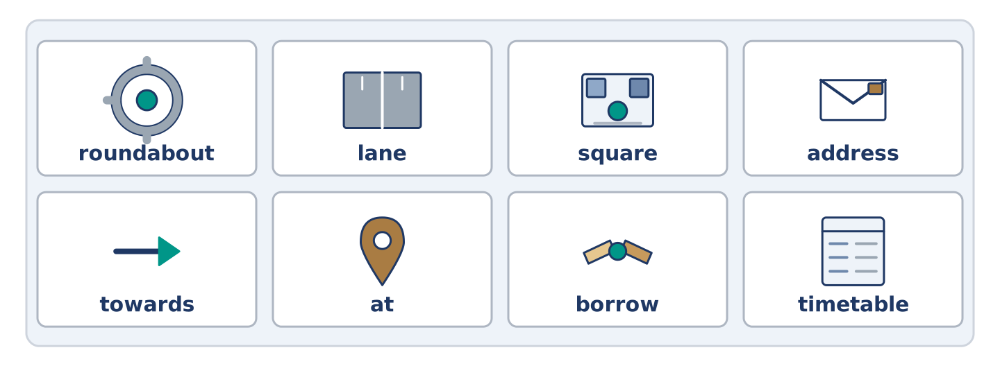 roundabout
lane
square
address
towards
at
borrow
timetable